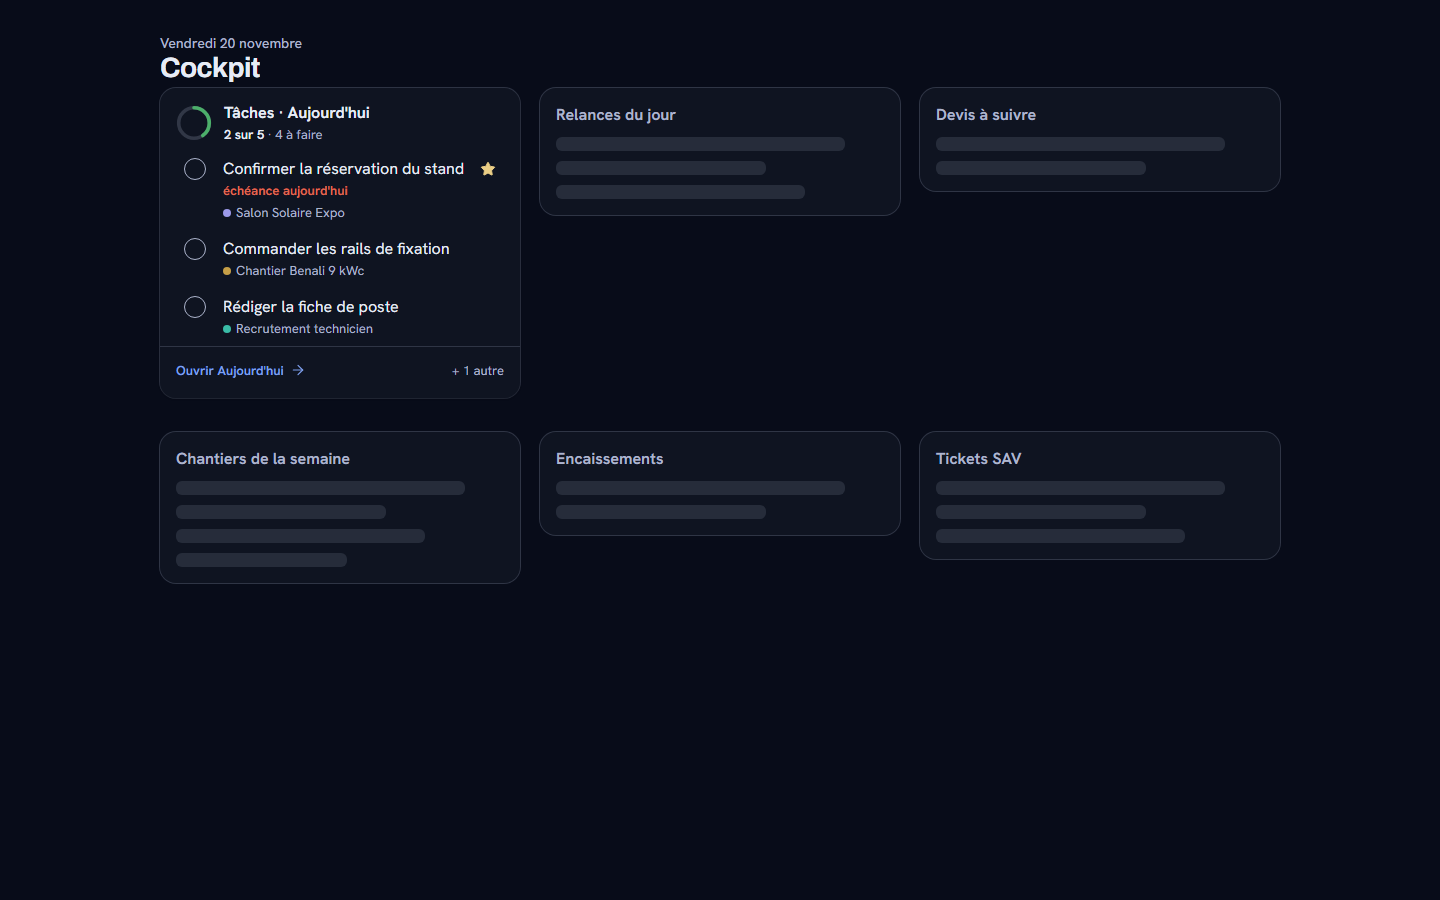 Vendredi 20 novembre
Cockpit
Tâches · Aujourd'hui
2 sur 5 · 4 à faire
Confirmer la réservation du stand
échéance aujourd'hui
Salon Solaire Expo
Commander les rails de fixation
Chantier Benali 9 kWc
Rédiger la fiche de poste
Recrutement technicien
Ouvrir Aujourd'hui →
+ 1 autre
Relances du jour
Devis à suivre
Chantiers de la semaine
Encaissements
Tickets SAV